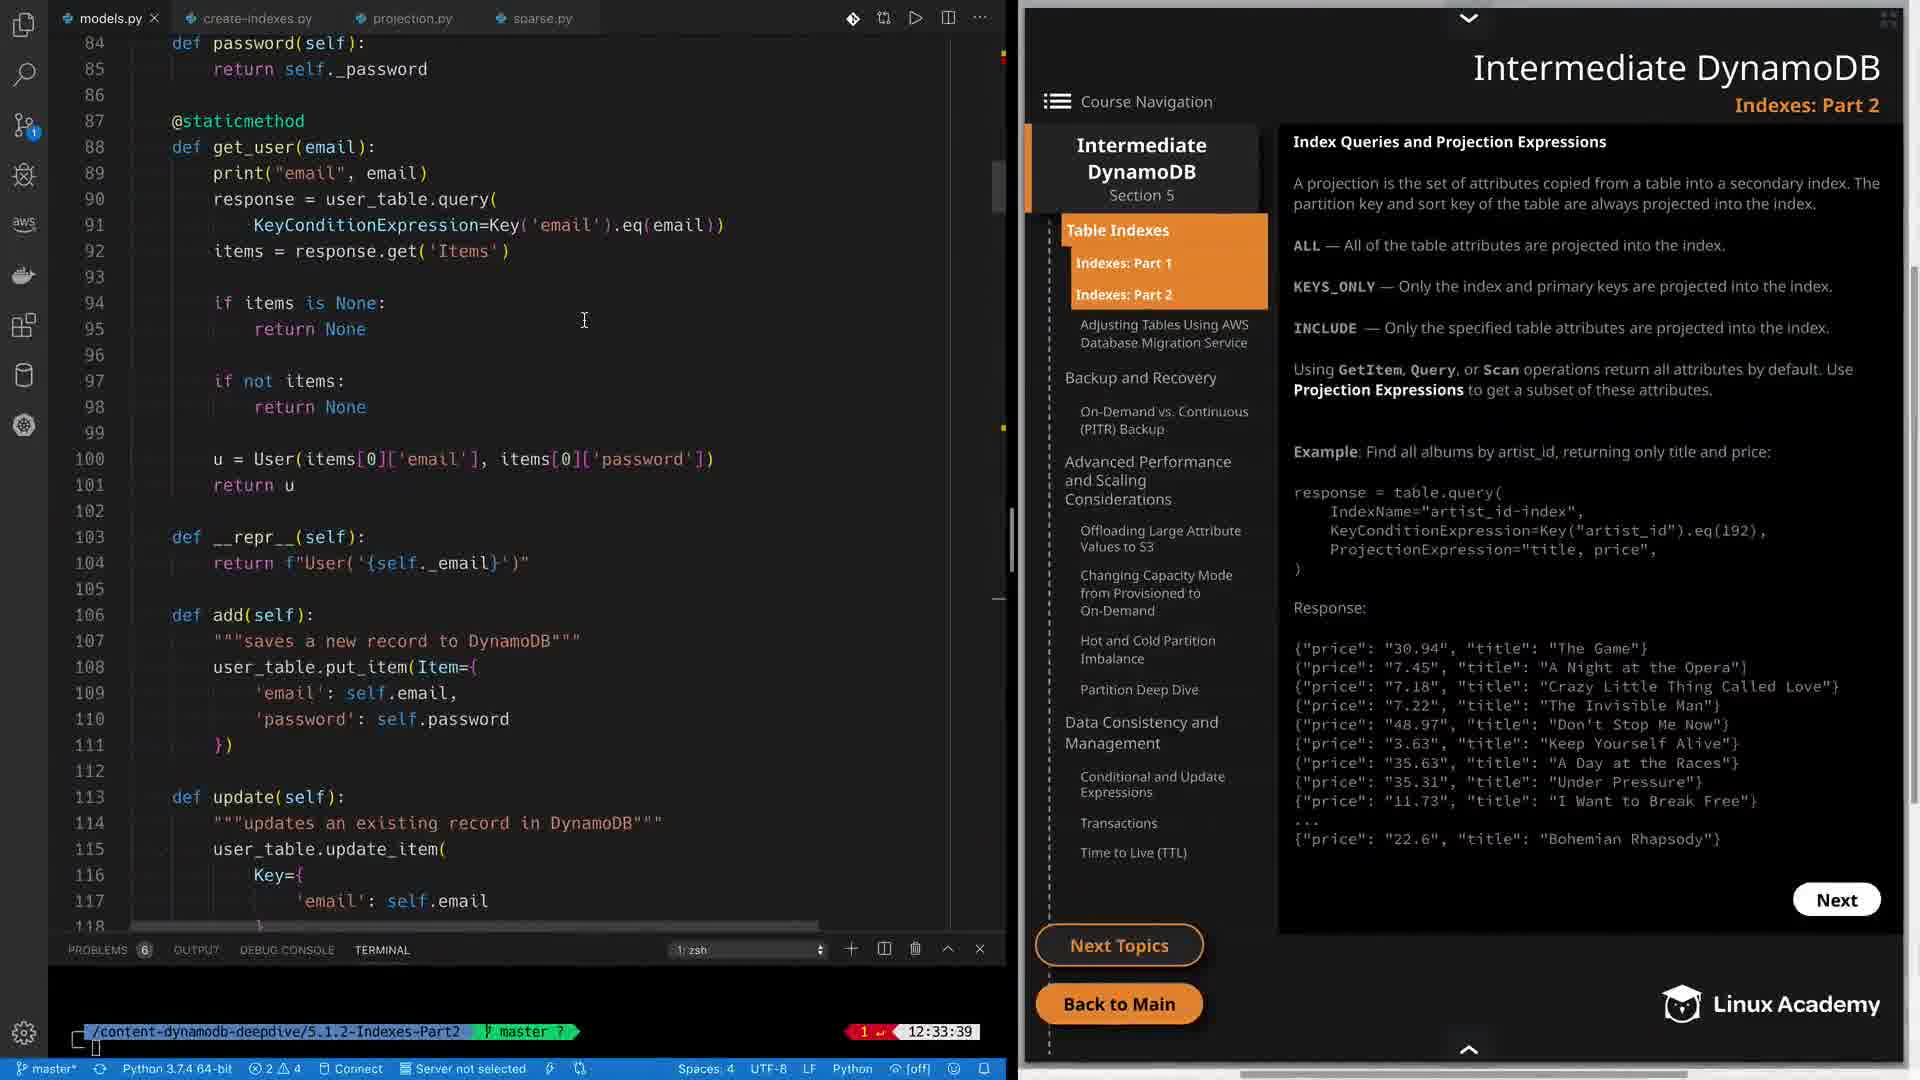 models.py
create-indexes.py
projection.py
sparse.py
84 def password(self):
85 return self._password
86
87 @staticmethod
88 def get_user(email):
89 print("email", email)
90 response = user_table.query(
91 KeyConditionExpression=Key('email').eq(email))
92 items = response.get('Items')
93
94 if items is None:
95 return None
96
97 if not items:
98 return None
99
100 u = User(items[0]['email'], items[0]['password'])
101 return u
102
103 def __repr__(self):
104 return f"User('{self._email}')"
105
106 def add(self):
107 """saves a new record to DynamoDB"""
108 user_table.put_item(Item={
109 'email': self.email,
110 'password': self.password
111 })
112
113 def update(self):
114 """updates an existing record in DynamoDB"""
115 user_table.update_item(
116 Key={
117 'email': self.email
118 }
aws
1
PROBLEMS 6 OUTPUT DEBUG CONSOLE TERMINAL 1: zsh
/content-dynamodb-deepdive/5.1.2-Indexes-Part2 master ? 1 ↵ 12:33:39
master* Python 3.7.4 64-bit 2 4 Connect Server not selected Spaces: 4 UTF-8 LF Python [off]
Intermediate DynamoDB
Indexes: Part 2
Course Navigation
Intermediate
DynamoDB
Section 5
Table Indexes
Indexes: Part 1
Indexes: Part 2
Adjusting Tables Using AWS
Database Migration Service
Backup and Recovery
On-Demand vs. Continuous
(PITR) Backup
Advanced Performance
and Scaling
Considerations
Offloading Large Attribute
Values to S3
Changing Capacity Mode
from Provisioned to
On-Demand
Hot and Cold Partition
Imbalance
Partition Deep Dive
Data Consistency and
Management
Conditional and Update
Expressions
Transactions
Time to Live (TTL)
Next Topics
Back to Main
Index Queries and Projection Expressions
A projection is the set of attributes copied from a table into a secondary index. The
partition key and sort key of the table are always projected into the index.
ALL — All of the table attributes are projected into the index.
KEYS_ONLY — Only the index and primary keys are projected into the index.
INCLUDE — Only the specified table attributes are projected into the index.
Using GetItem, Query, or Scan operations return all attributes by default. Use
Projection Expressions to get a subset of these attributes.
Example: Find all albums by artist_id, returning only title and price:
response = table.query(
IndexName="artist_id-index",
KeyConditionExpression=Key("artist_id").eq(192),
ProjectionExpression="title, price",
)
Response:
{"price": "30.94", "title": "The Game"}
{"price": "7.45", "title": "A Night at the Opera"}
{"price": "7.18", "title": "Crazy Little Thing Called Love"}
{"price": "7.22", "title": "The Invisible Man"}
{"price": "48.97", "title": "Don't Stop Me Now"}
{"price": "3.63", "title": "Keep Yourself Alive"}
{"price": "35.63", "title": "A Day at the Races"}
{"price": "35.31", "title": "Under Pressure"}
{"price": "11.73", "title": "I Want to Break Free"}
...
{"price": "22.6", "title": "Bohemian Rhapsody"}
Next
Linux Academy